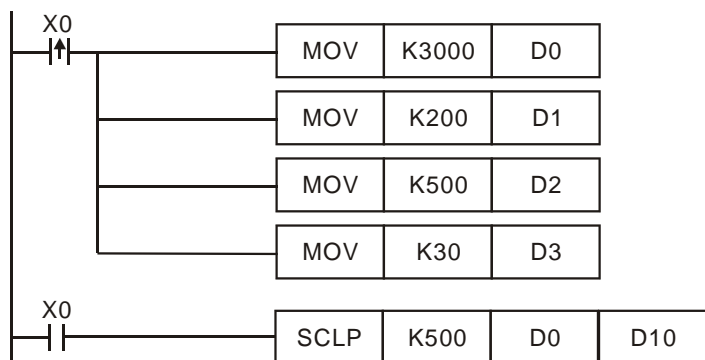 X0
MOV K3000 D0
MOV K200 D1
MOV K500 D2
MOV K30 D3
X0
SCLP K500 D0 D10